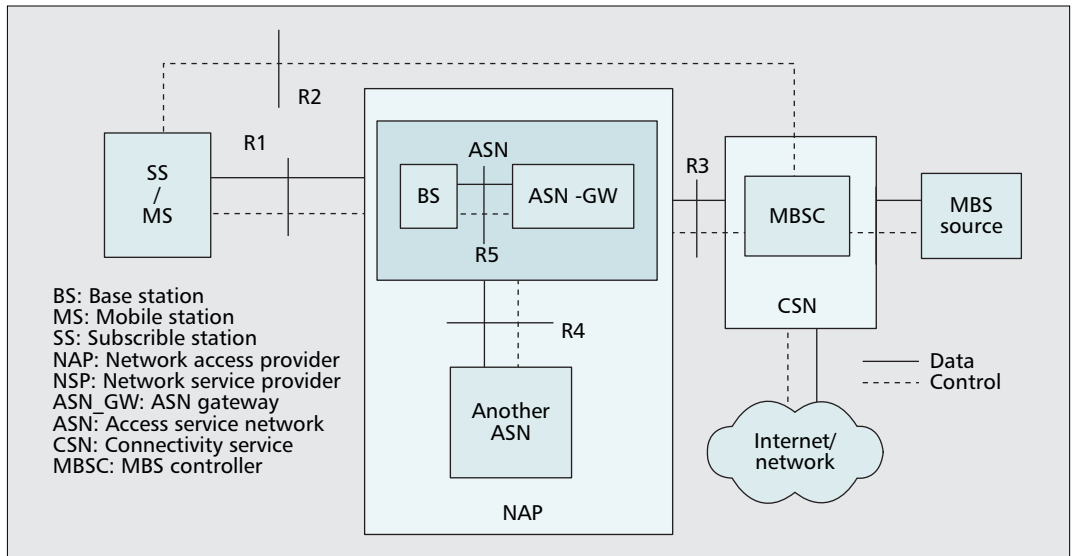 R2
R1
SS
/
MS
ASN
BS
ASN -GW
R5
R3
MBSC
MBS
source
CSN
R4
Another
ASN
NAP
Internet/
network
Data
Control
BS: Base station
MS: Mobile station
SS: Subscrible station
NAP: Network access provider
NSP: Network service provider
ASN_GW: ASN gateway
ASN: Access service network
CSN: Connectivity service
MBSC: MBS controller